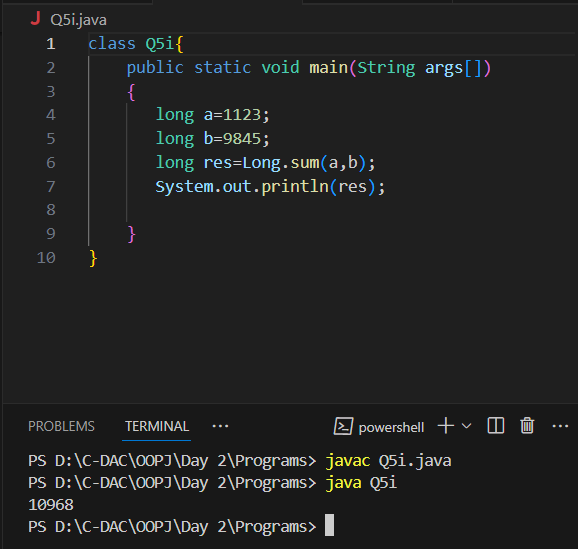 J Q5i.java
1 class Q5i{
2 public static void main(String args[])
3 {
4 long a=1123;
5 long b=9845;
6 long res=Long.sum(a,b);
7 System.out.println(res);
8
9 }
10 }
PROBLEMS TERMINAL ... powershell ...
PS D:\C-DAC\OOPJ\Day 2\Programs> javac Q5i.java
PS D:\C-DAC\OOPJ\Day 2\Programs> java Q5i
10968
PS D:\C-DAC\OOPJ\Day 2\Programs>